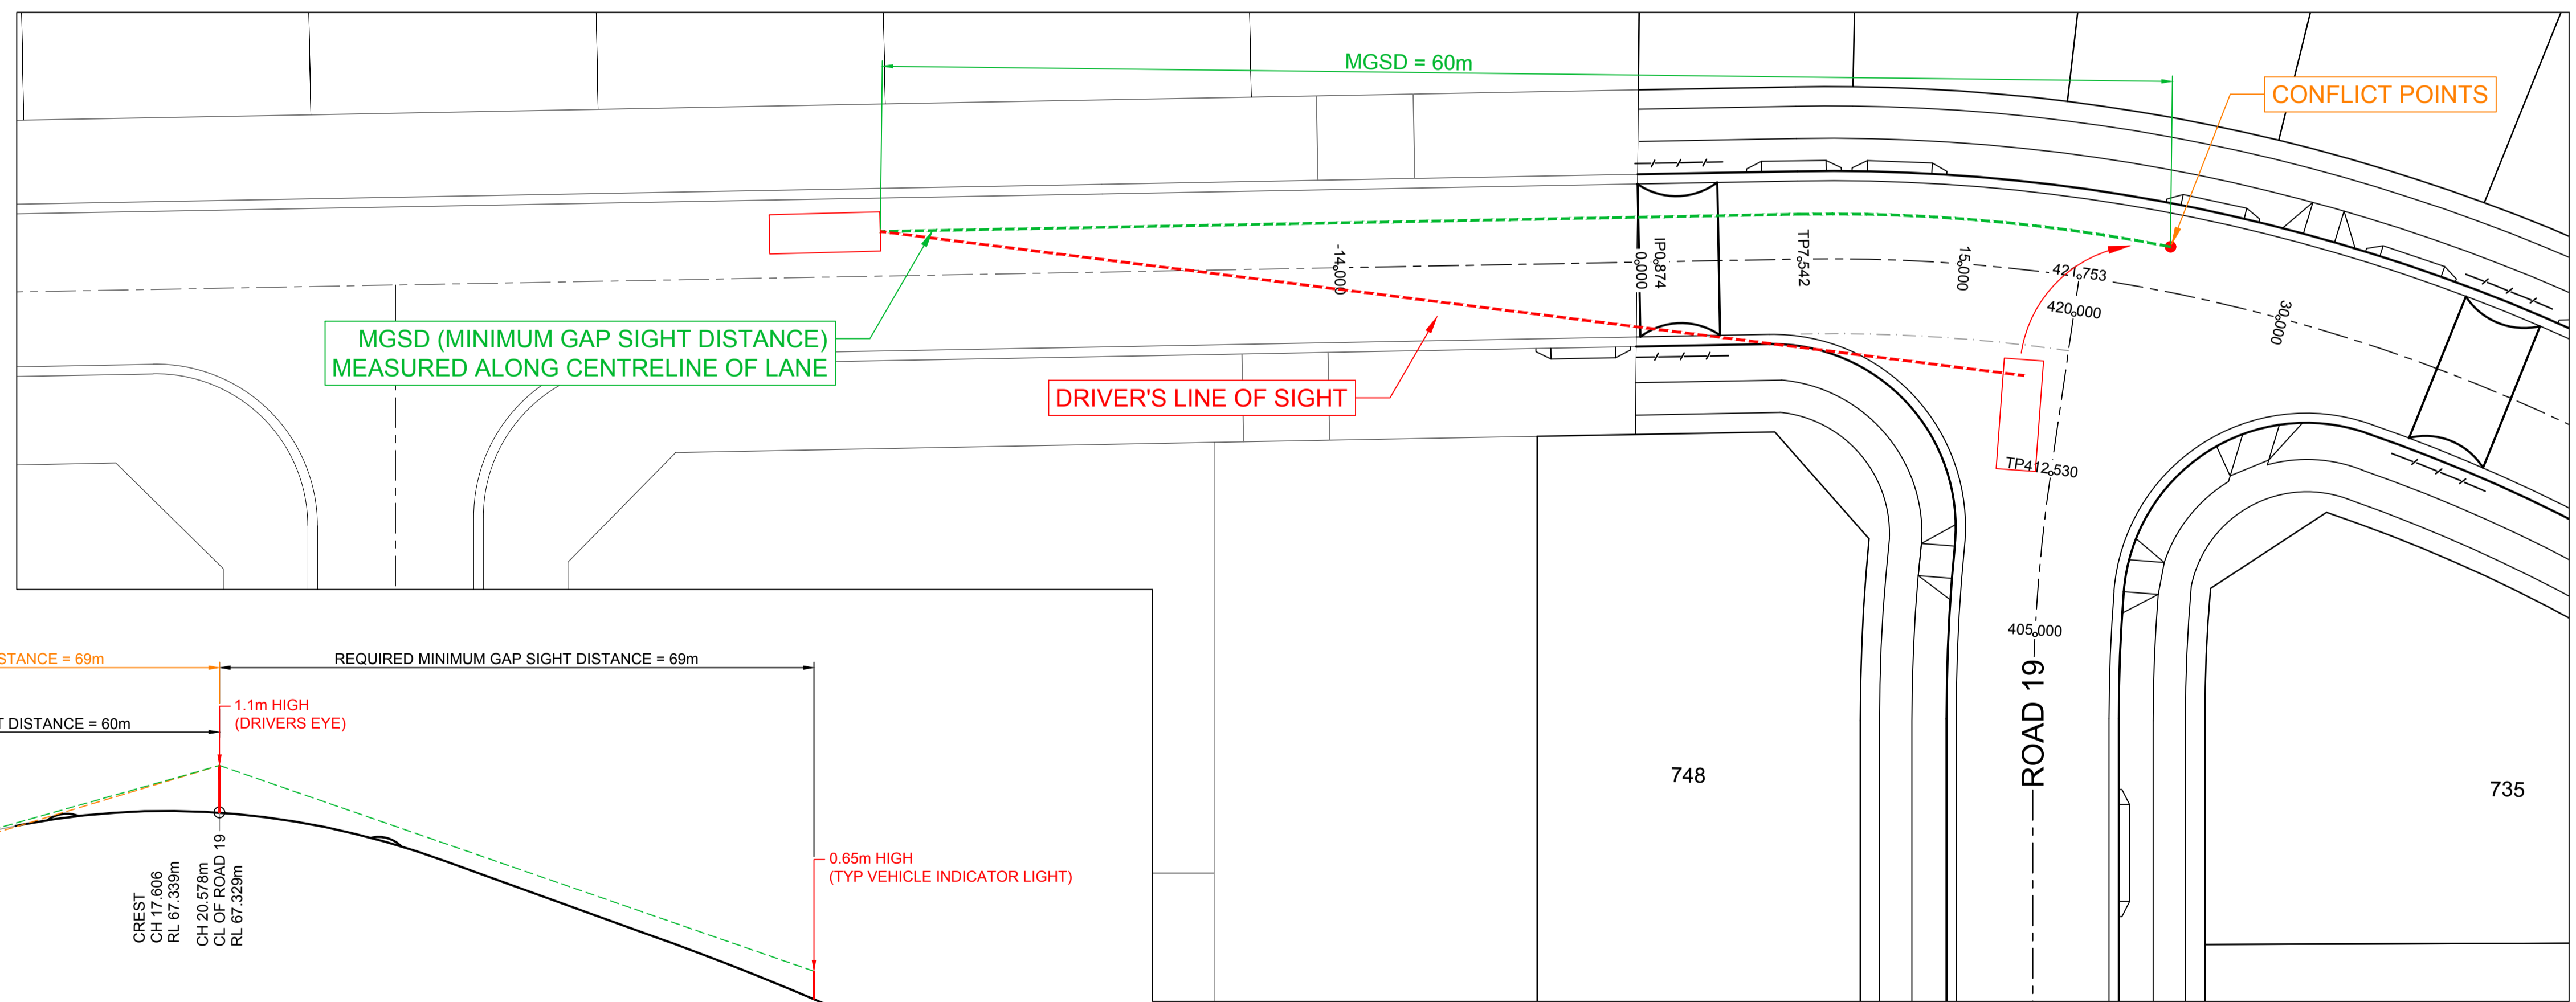 MGSD = 60m
CONFLICT POINTS
-14.000
0.000
IP0.874
TP7.542
15.000
421.753
420.000
30.000
MGSD (MINIMUM GAP SIGHT DISTANCE)
MEASURED ALONG CENTRELINE OF LANE
DRIVER'S LINE OF SIGHT
TP412.530
405.000
ROAD 19
748
735
STANCE = 69m
REQUIRED MINIMUM GAP SIGHT DISTANCE = 69m
1.1m HIGH
(DRIVERS EYE)
T DISTANCE = 60m
0.65m HIGH
(TYP VEHICLE INDICATOR LIGHT)
CREST
CH 17.606
RL 67.339m
CH 20.578m
CL OF ROAD 19
RL 67.329m